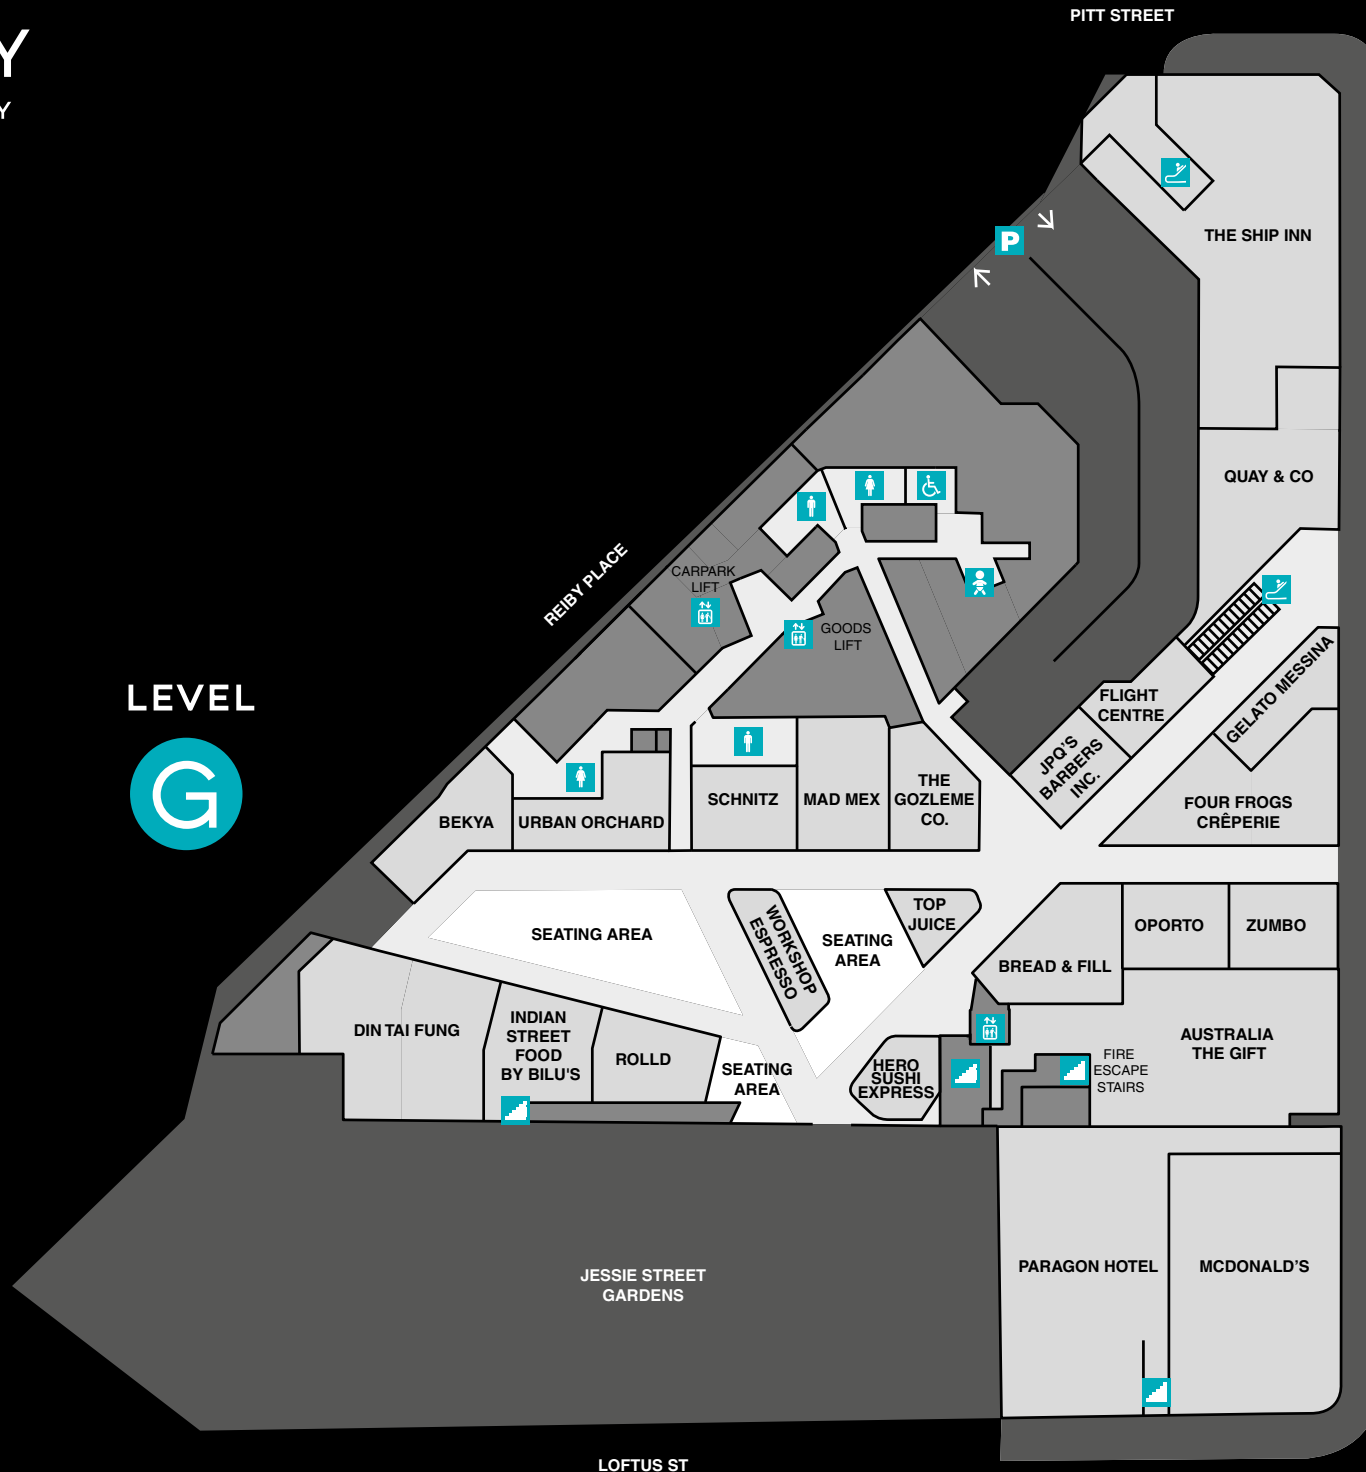 PITT STREET
Y
Y
THE SHIP INN
P
QUAY & CO
REIBY PLACE
CARPARK
LIFT
GOODS
LIFT
LEVEL
G
GELATO MESSINA
FLIGHT
CENTRE
JPQ'S
BARBERS
INC.
BEKYA
URBAN ORCHARD
SCHNITZ
MAD MEX
THE
GOZLEME
CO.
FOUR FROGS
CRÊPERIE
SEATING AREA
WORKSHOP
ESPRESSO
SEATING
AREA
TOP
JUICE
BREAD & FILL
OPORTO
ZUMBO
DIN TAI FUNG
INDIAN
STREET
FOOD
BY BILU'S
ROLLD
SEATING
AREA
HERO
SUSHI
EXPRESS
FIRE
ESCAPE
STAIRS
AUSTRALIA
THE GIFT
JESSIE STREET
GARDENS
PARAGON HOTEL
MCDONALD'S
LOFTUS ST